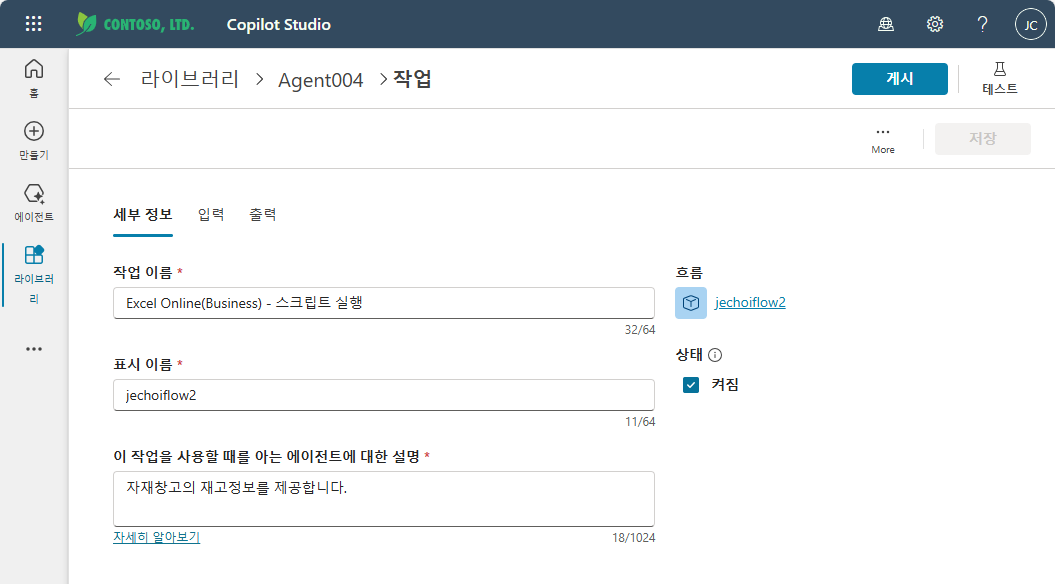 CONTOSO, LTD. Copilot Studio JC
홈
만들기
에이전트
라이브러
리
라이브러리 > Agent004 > 작업
게시
테스트
More
저장
세부 정보 입력 출력
작업 이름 *
Excel Online(Business) - 스크립트 실행
32/64
표시 이름 *
jechoiflow2
11/64
이 작업을 사용할 때를 아는 에이전트에 대한 설명 *
자재창고의 재고정보를 제공합니다.
자세히 알아보기 18/1024
흐름
jechoiflow2
상태
켜짐